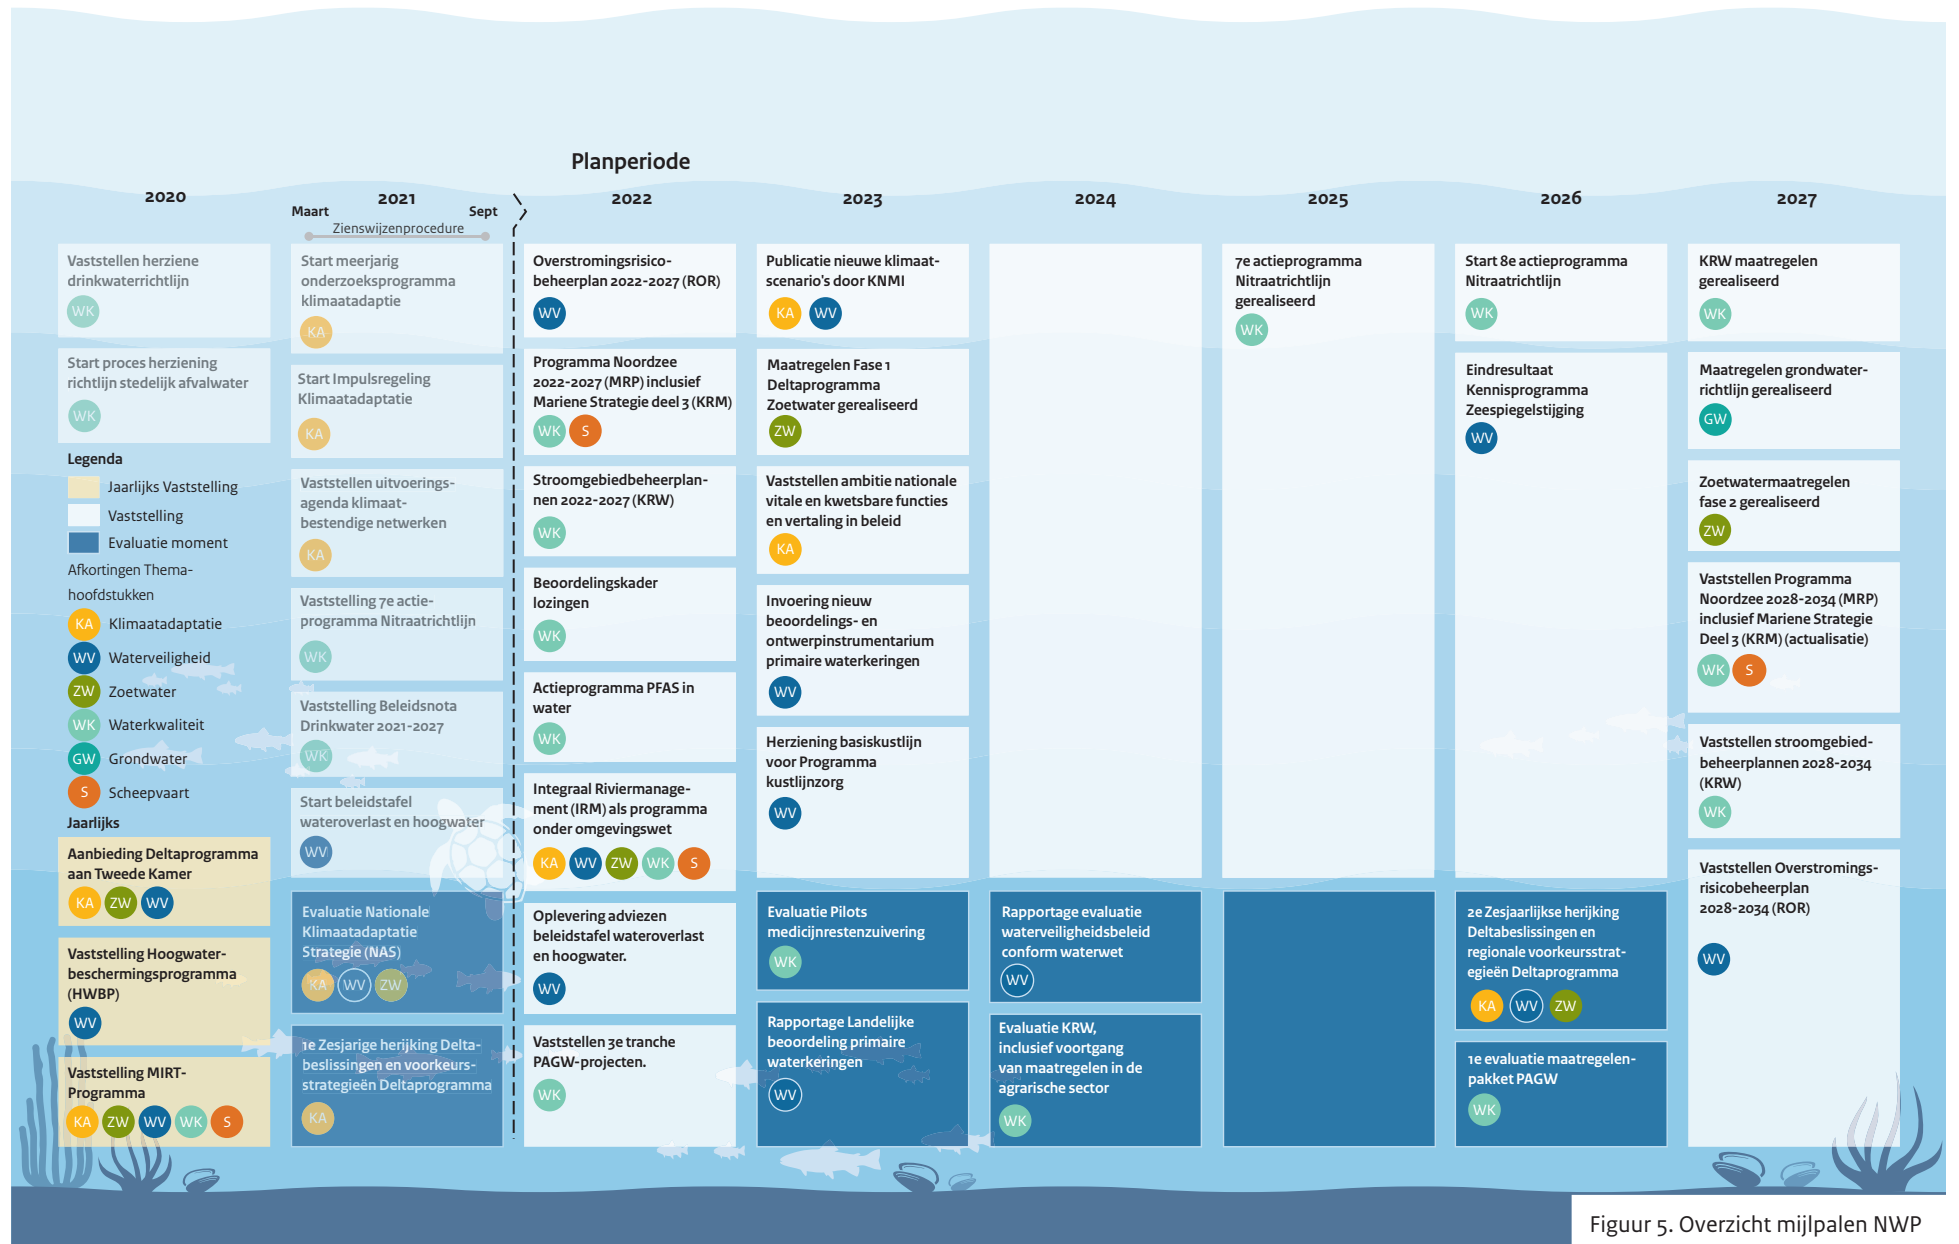 Planperiode
2020
Vaststellen herziene
drinkwaterrichtlijn
WK
Start proces herziening
richtlijn stedelijk afvalwater
WK
Legenda
Jaarlijks Vaststelling
Vaststelling
Evaluatie moment
Afkortingen Thema-
hoofdstukken
KA Klimaatadaptatie
WV Waterveiligheid
ZW Zoetwater
WK Waterkwaliteit
GW Grondwater
S Scheepvaart
Jaarlijks
Aanbieding Deltaprogramma
aan Tweede Kamer
KA ZW WV
Vaststelling Hoogwater-
beschermingsprogramma
(HWBP)
WV
Vaststelling MIRT-
Programma
KA ZW WV WK S
2021
Maart Sept
Zienswijzenprocedure
Start meerjarig
onderzoeksprogramma
klimaatadaptie
KA
Start Impulsregeling
Klimaatadaptatie
KA
Vaststellen uitvoerings-
agenda klimaat-
bestendige netwerken
KA
Vaststelling 7e actie-
programma Nitraatrichtlijn
WK
Vaststelling Beleidsnota
Drinkwater 2021-2027
WK
Start beleidstafel
wateroverlast en hoogwater
WV
Evaluatie Nationale
Klimaatadaptatie
Strategie (NAS)
KA WV ZW
1e Zesjarige herijking Delta-
beslissingen en voorkeurs-
strategieën Deltaprogramma
KA
2022
Overstromingsrisico-
beheerplan 2022-2027 (ROR)
WV
Programma Noordzee
2022-2027 (MRP) inclusief
Mariene Strategie deel 3 (KRM)
WK S
Stroomgebiedbeheerplan-
nen 2022-2027 (KRW)
WK
Beoordelingskader
lozingen
WK
Actieprogramma PFAS in
water
WK
Integraal Riviermanage-
ment (IRM) als programma
onder omgevingswet
KA WV ZW WK S
Oplevering adviezen
beleidstafel wateroverlast
en hoogwater.
WV
Vaststellen 3e tranche
PAGW-projecten.
WK
2023
Publicatie nieuwe klimaat-
scenario's door KNMI
KA WV
Maatregelen Fase 1
Deltaprogramma
Zoetwater gerealiseerd
ZW
Vaststellen ambitie nationale
vitale en kwetsbare functies
en vertaling in beleid
KA
Invoering nieuw
beoordelings- en
ontwerpinstrumentarium
primaire waterkeringen
WV
Herziening basiskustlijn
voor Programma
kustlijnzorg
WV
Evaluatie Pilots
medicijnrestenzuivering
WK
Rapportage Landelijke
beoordeling primaire
waterkeringen
WV
2024
Rapportage evaluatie
waterveiligheidsbeleid
conform waterwet
WV
Evaluatie KRW,
inclusief voortgang
van maatregelen in de
agrarische sector
WK
2025
7e actieprogramma
Nitraatrichtlijn
gerealiseerd
WK
2026
Start 8e actieprogramma
Nitraatrichtlijn
WK
Eindresultaat
Kennisprogramma
Zeespiegelstijging
WV
2e Zesjaarlijkse herijking
Deltabeslissingen en
regionale voorkeursstrat-
egieën Deltaprogramma
KA WV ZW
1e evaluatie maatregelen-
pakket PAGW
WK
2027
KRW maatregelen
gerealiseerd
WK
Maatregelen grondwater-
richtlijn gerealiseerd
GW
Zoetwatermaatregelen
fase 2 gerealiseerd
ZW
Vaststellen Programma
Noordzee 2028-2034 (MRP)
inclusief Mariene Strategie
Deel 3 (KRM) (actualisatie)
WK S
Vaststellen stroomgebied-
beheerplannen 2028-2034
(KRW)
WK
Vaststellen Overstromings-
risicobeheerplan
2028-2034 (ROR)
WV
Figuur 5. Overzicht mijlpalen NWP